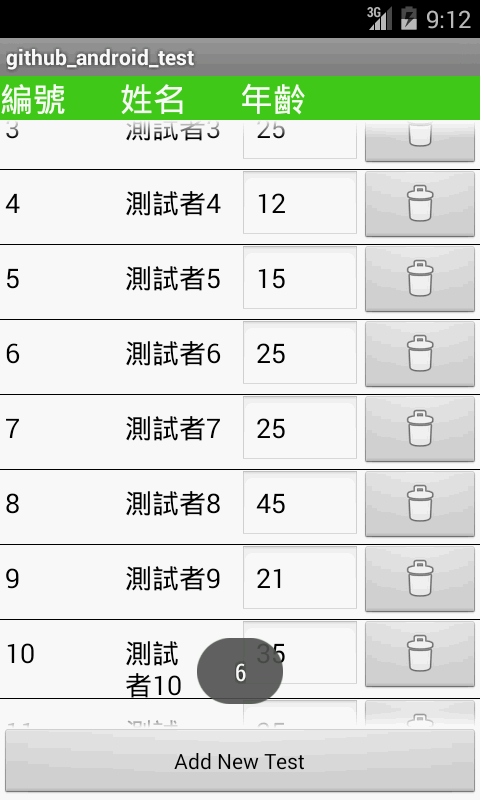 3G 9:12
github_android_test
編號 姓名 年齡
3 測試者3 25
4 測試者4 12
5 測試者5 15
6 測試者6 25
7 測試者7 25
8 測試者8 45
9 測試者9 21
10 測試 35
者10
6
11 測試
Add New Test